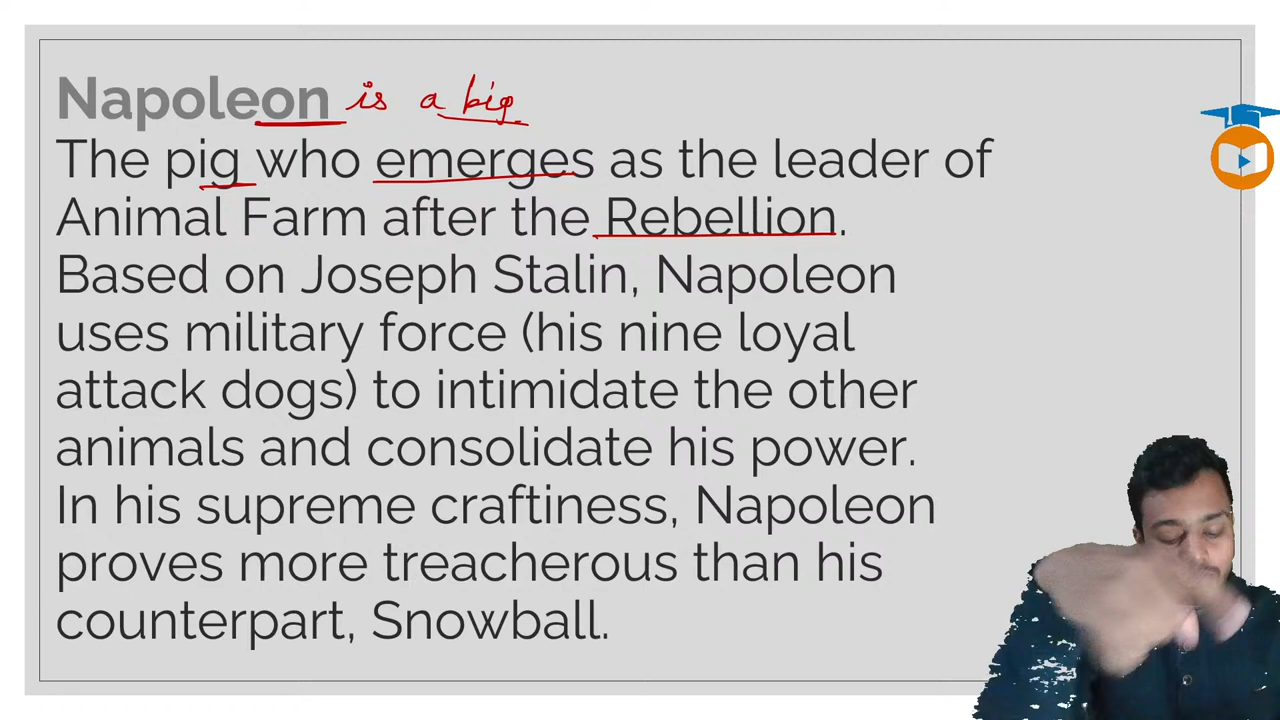 Napoleon is a big
The pig who emerges as the leader of
Animal Farm after the Rebellion.
Based on Joseph Stalin, Napoleon
uses military force (his nine loyal
attack dogs) to intimidate the other
animals and consolidate his power.
In his supreme craftiness, Napoleon
proves more treacherous than his
counterpart, Snowball.